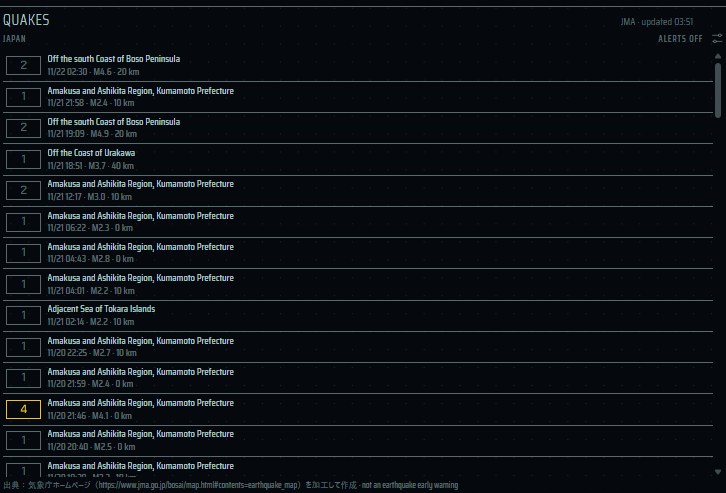 QUAKES
JMA · updated 03:51
JAPAN
ALERTS OFF
2
Off the south Coast of Boso Peninsula
11/22 02:30 · M4.6 · 20 km
1
Amakusa and Ashikita Region, Kumamoto Prefecture
11/21 21:58 · M2.4 · 10 km
2
Off the south Coast of Boso Peninsula
11/21 19:09 · M4.9 · 20 km
1
Off the Coast of Urakawa
11/21 18:51 · M3.7 · 40 km
2
Amakusa and Ashikita Region, Kumamoto Prefecture
11/21 12:17 · M3.0 · 10 km
1
Amakusa and Ashikita Region, Kumamoto Prefecture
11/21 06:22 · M2.3 · 0 km
1
Amakusa and Ashikita Region, Kumamoto Prefecture
11/21 04:43 · M2.8 · 0 km
1
Amakusa and Ashikita Region, Kumamoto Prefecture
11/21 04:01 · M2.2 · 10 km
1
Adjacent Sea of Tokara Islands
11/21 02:14 · M2.2 · 10 km
1
Amakusa and Ashikita Region, Kumamoto Prefecture
11/20 22:25 · M2.7 · 10 km
1
Amakusa and Ashikita Region, Kumamoto Prefecture
11/20 21:59 · M2.4 · 0 km
4
Amakusa and Ashikita Region, Kumamoto Prefecture
11/20 21:46 · M4.1 · 0 km
1
Amakusa and Ashikita Region, Kumamoto Prefecture
11/20 20:40 · M2.5 · 0 km
1
Amakusa and Ashikita Region, Kumamoto Prefecture
出典：気象庁ホームページ（https://www.jma.go.jp/bosai/map.html#contents=earthquake_map）を加工して作成 · not an earthquake early warning